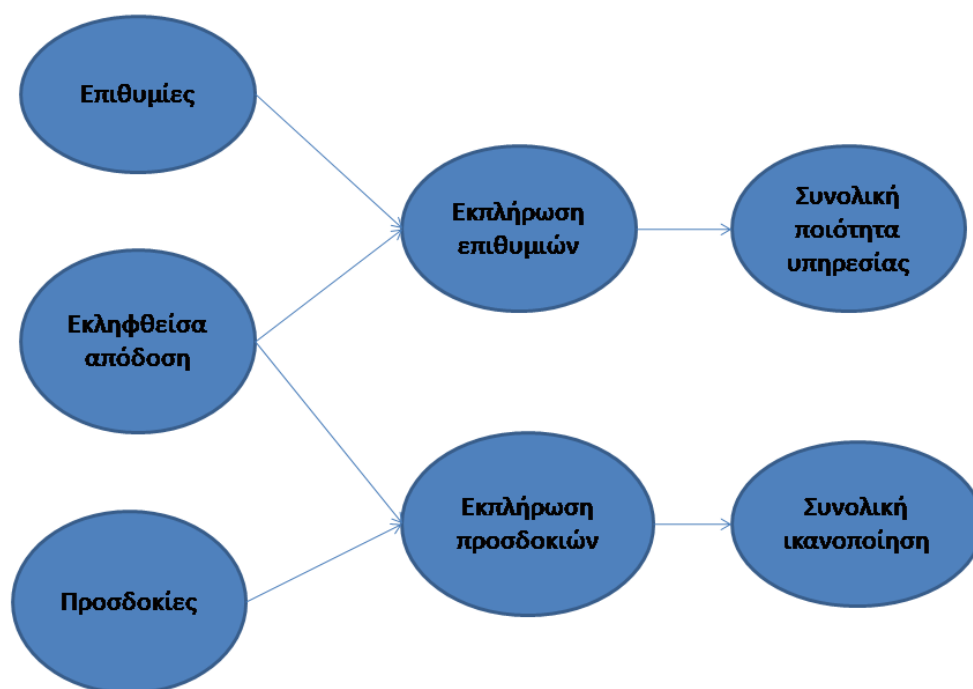 Επιθυμίες
Εκπλήρωση
επιθυμιών
Συνολική
ποιότητα
υπηρεσίας
Εκληφθείσα
απόδοση
Εκπλήρωση
προσδοκιών
Συνολική
ικανοποίηση
Προσδοκίες